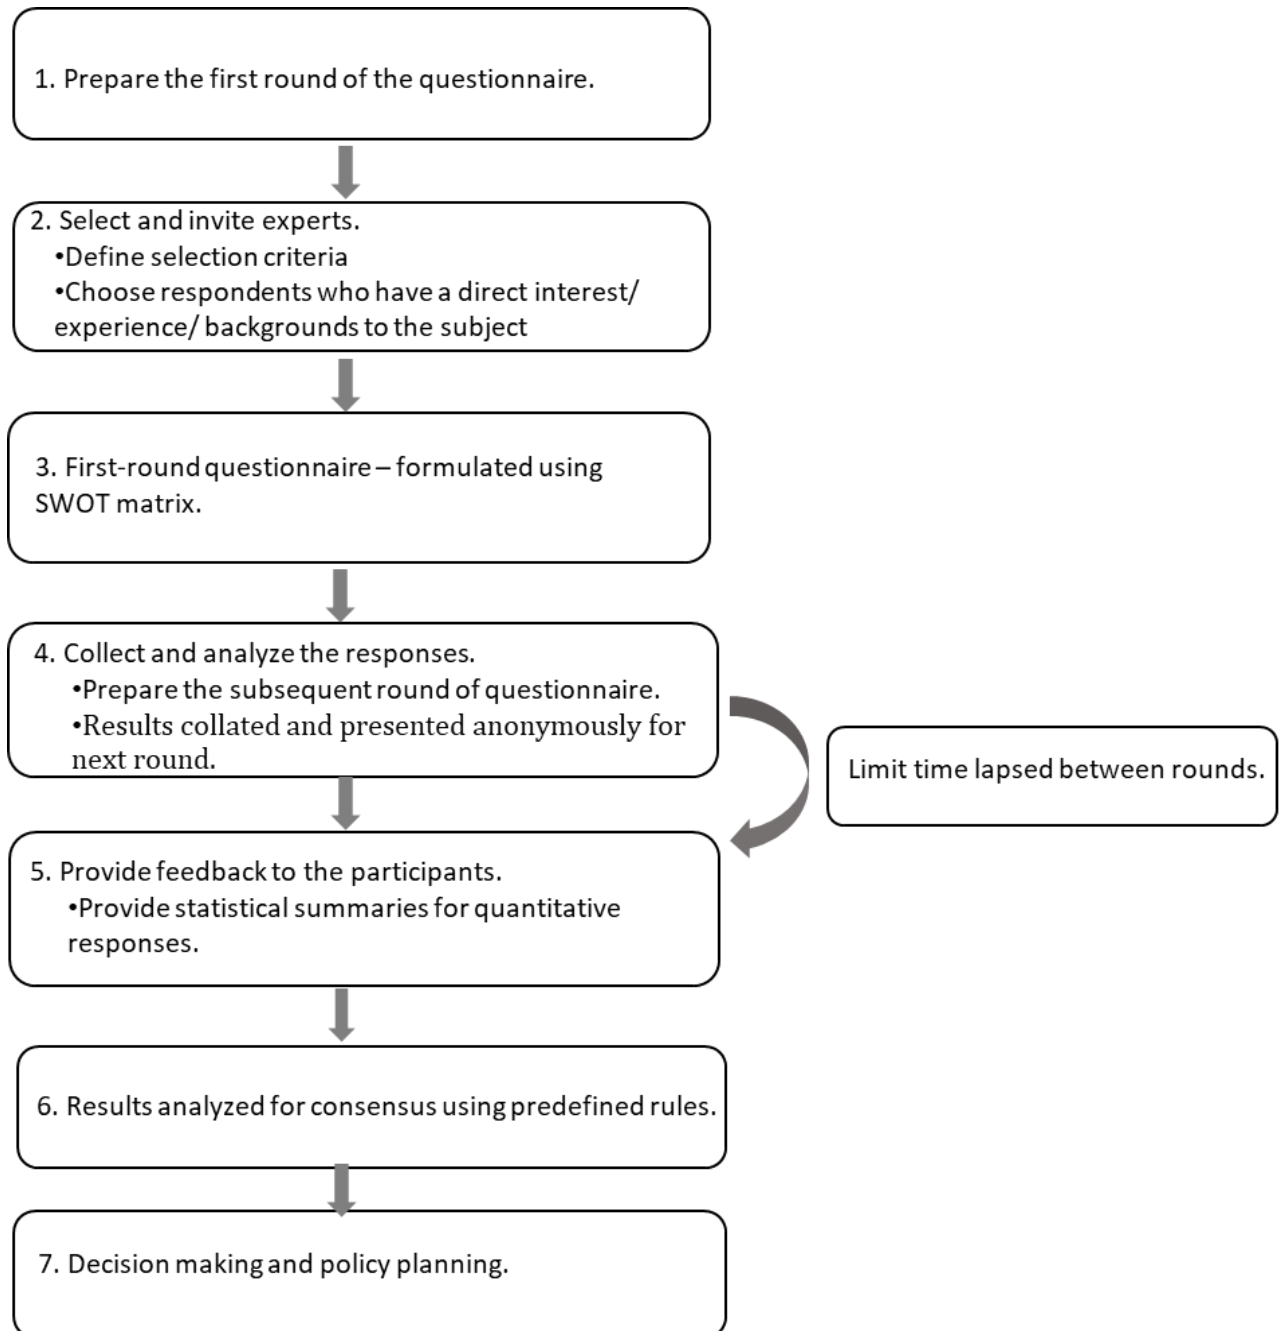 1. Prepare the first round of the questionnaire.
2. Select and invite experts.
•Define selection criteria
•Choose respondents who have a direct interest/
experience/ backgrounds to the subject
3. First-round questionnaire – formulated using
SWOT matrix.
4. Collect and analyze the responses.
•Prepare the subsequent round of questionnaire.
•Results collated and presented anonymously for
next round.
Limit time lapsed between rounds.
5. Provide feedback to the participants.
•Provide statistical summaries for quantitative
responses.
6. Results analyzed for consensus using predefined rules.
7. Decision making and policy planning.